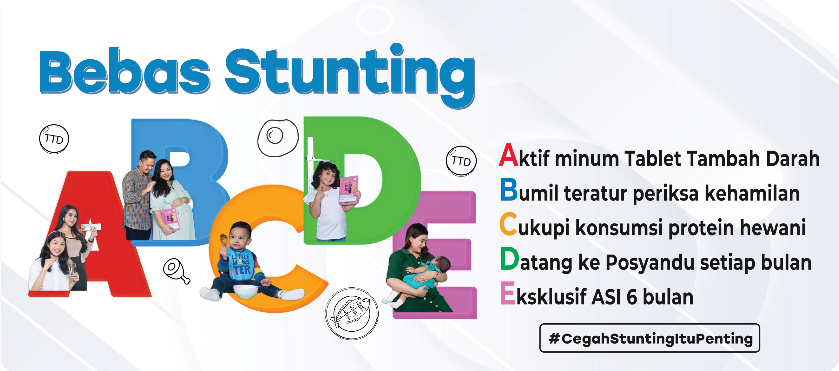 Bebas Stunting
A B C D E
TTD
TTD
LITTLE
Aktif minum Tablet Tambah Darah
Bumil teratur periksa kehamilan
Cukupi konsumsi protein hewani
Datang ke Posyandu setiap bulan
Eksklusif ASI 6 bulan
#CegahStuntingItuPenting